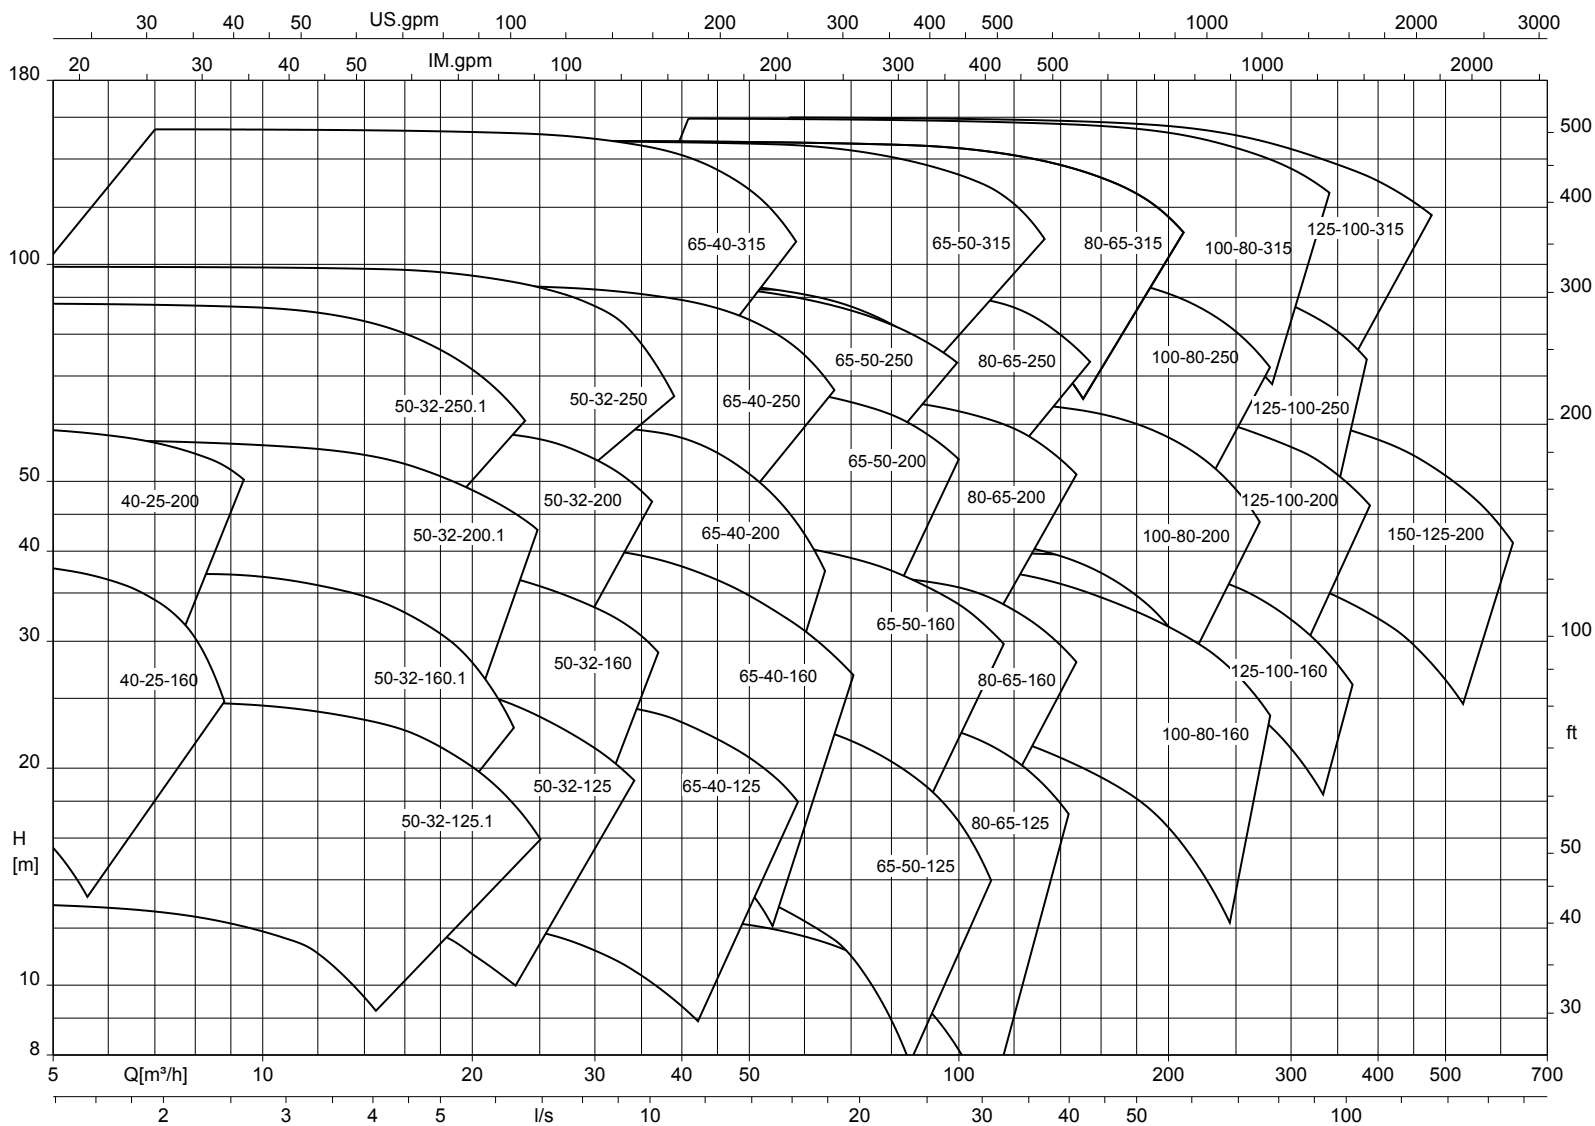 30 40 50 US.gpm 100 200 300 400 500 1000 2000 3000
20 30 40 50 IM.gpm 100 200 300 400 500 1000 2000
180
500
400
125-100-315
65-40-315 65-50-315 80-65-315 100-80-315
100
300
65-50-250 80-65-250 100-80-250
50-32-250.1 50-32-250 65-40-250 125-100-250
200
65-50-200
50
40-25-200 50-32-200 80-65-200 125-100-200
50-32-200.1 65-40-200 100-80-200 150-125-200
40
65-50-160
30
100
50-32-160 125-100-160
40-25-160 50-32-160.1 65-40-160 80-65-160
100-80-160 ft
20
50-32-125 65-40-125
50-32-125.1 80-65-125
H
[m]
50
65-50-125
40
10
30
8
5 Q[m³/h] 10 20 30 40 50 100 200 300 400 500 700
2 3 4 5 l/s 10 20 30 40 50 100